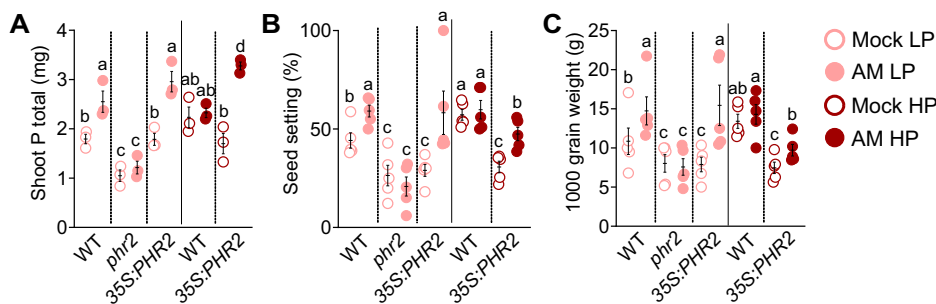 A
Shoot P total (mg)
4
3
2
1
0
b
a
c
c
b
a
ab
ab
b
d
WT
phr2
35S:PHR2
WT
35S:PHR2
B
Seed setting (%)
100
50
0
b
a
c
c
c
a
a
a
b
b
WT
phr2
35S:PHR2
WT
35S:PHR2
C
1000 grain weight (g)
25
20
15
10
5
0
b
a
c
c
c
a
ab
a
c
b
WT
phr2
35S:PHR2
WT
35S:PHR2
Mock LP
AM LP
Mock HP
AM HP